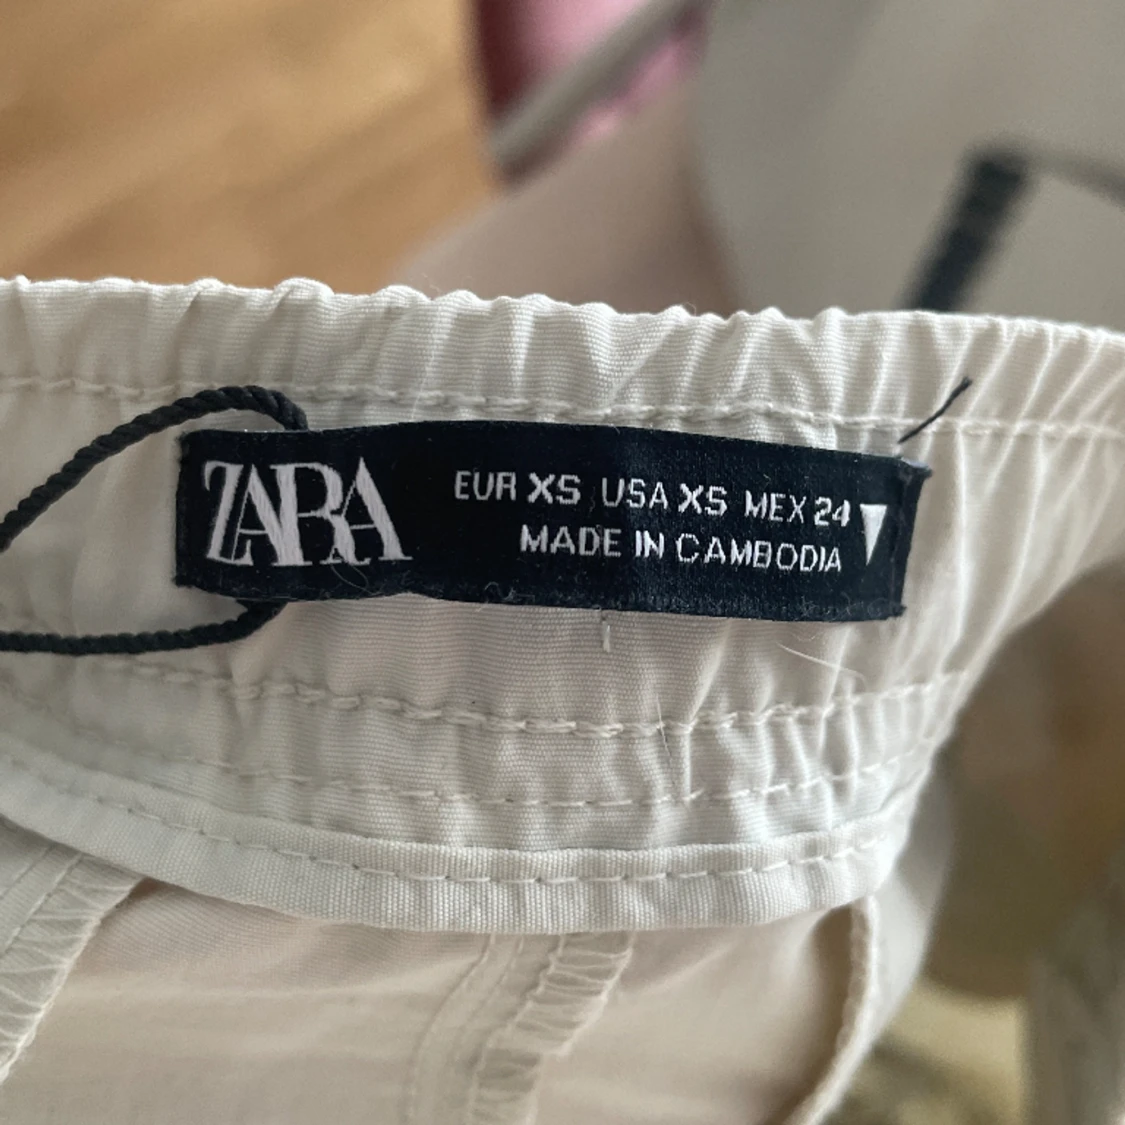 ZARA
EUR XS USA XS MEX 24
MADE IN CAMBODIA